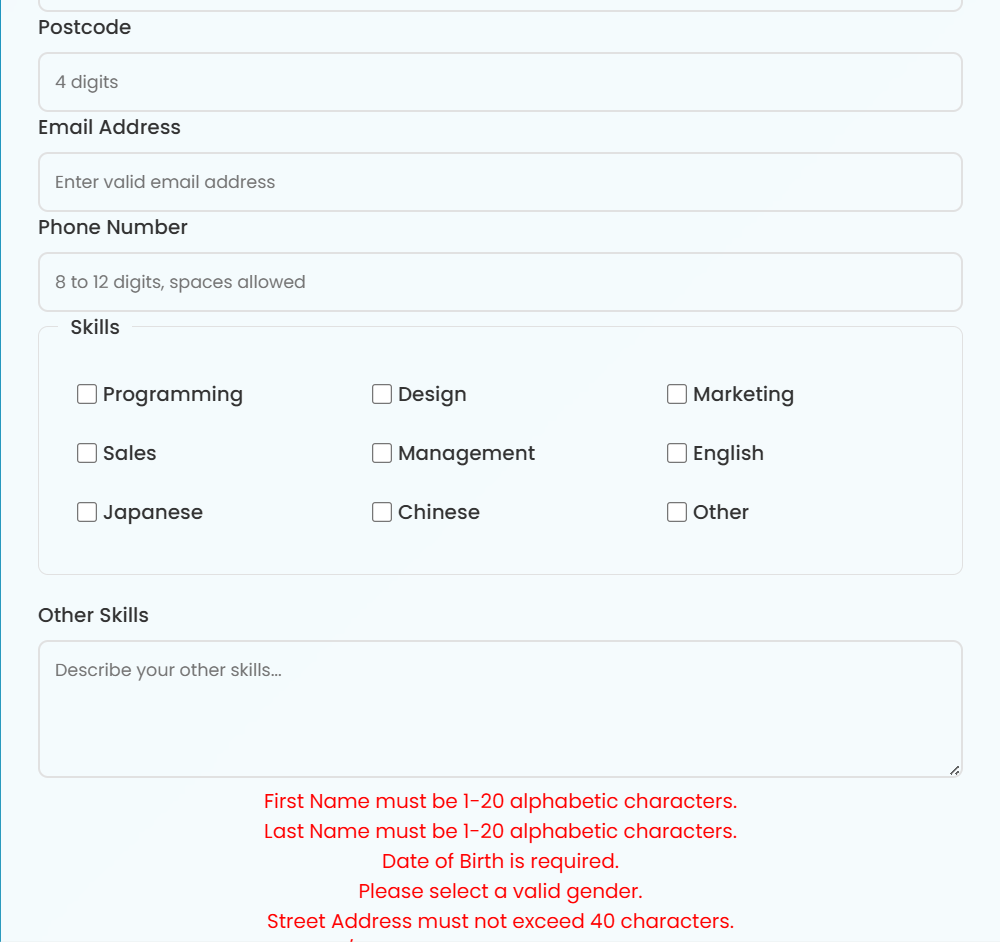 Postcode
4 digits
Email Address
Enter valid email address
Phone Number
8 to 12 digits, spaces allowed
Skills
Programming Design Marketing
Sales Management English
Japanese Chinese Other
Other Skills
Describe your other skills...
First Name must be 1-20 alphabetic characters.
Last Name must be 1-20 alphabetic characters.
Date of Birth is required.
Please select a valid gender.
Street Address must not exceed 40 characters.